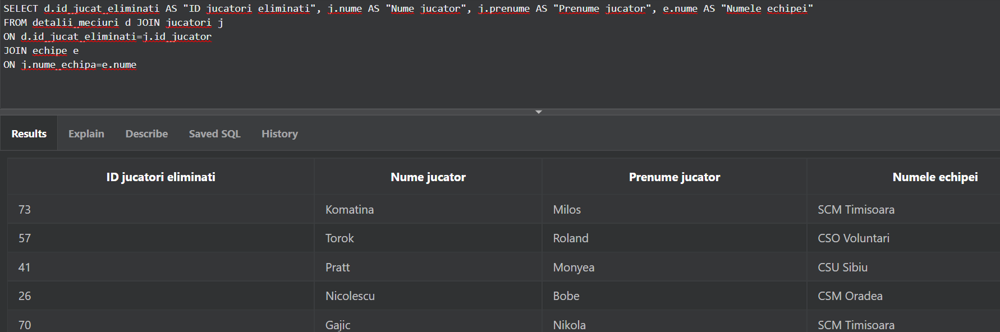 SELECT d.id_jucat_eliminati AS "ID jucatori eliminati", j.nume AS "Nume jucator", j.prenume AS "Prenume jucator", e.nume AS "Numele echipei"
FROM detalii_meciuri d JOIN jucatori j
ON d.id_jucat_eliminati=j.id_jucator
JOIN echipe e
ON j.nume_echipa=e.nume
Results Explain Describe Saved SQL History
ID jucatori eliminati Nume jucator Prenume jucator Numele echipei
73 Komatina Milos SCM Timisoara
57 Torok Roland CSO Voluntari
41 Pratt Monyea CSU Sibiu
26 Nicolescu Bobe CSM Oradea
70 Gajic Nikola SCM Timisoara